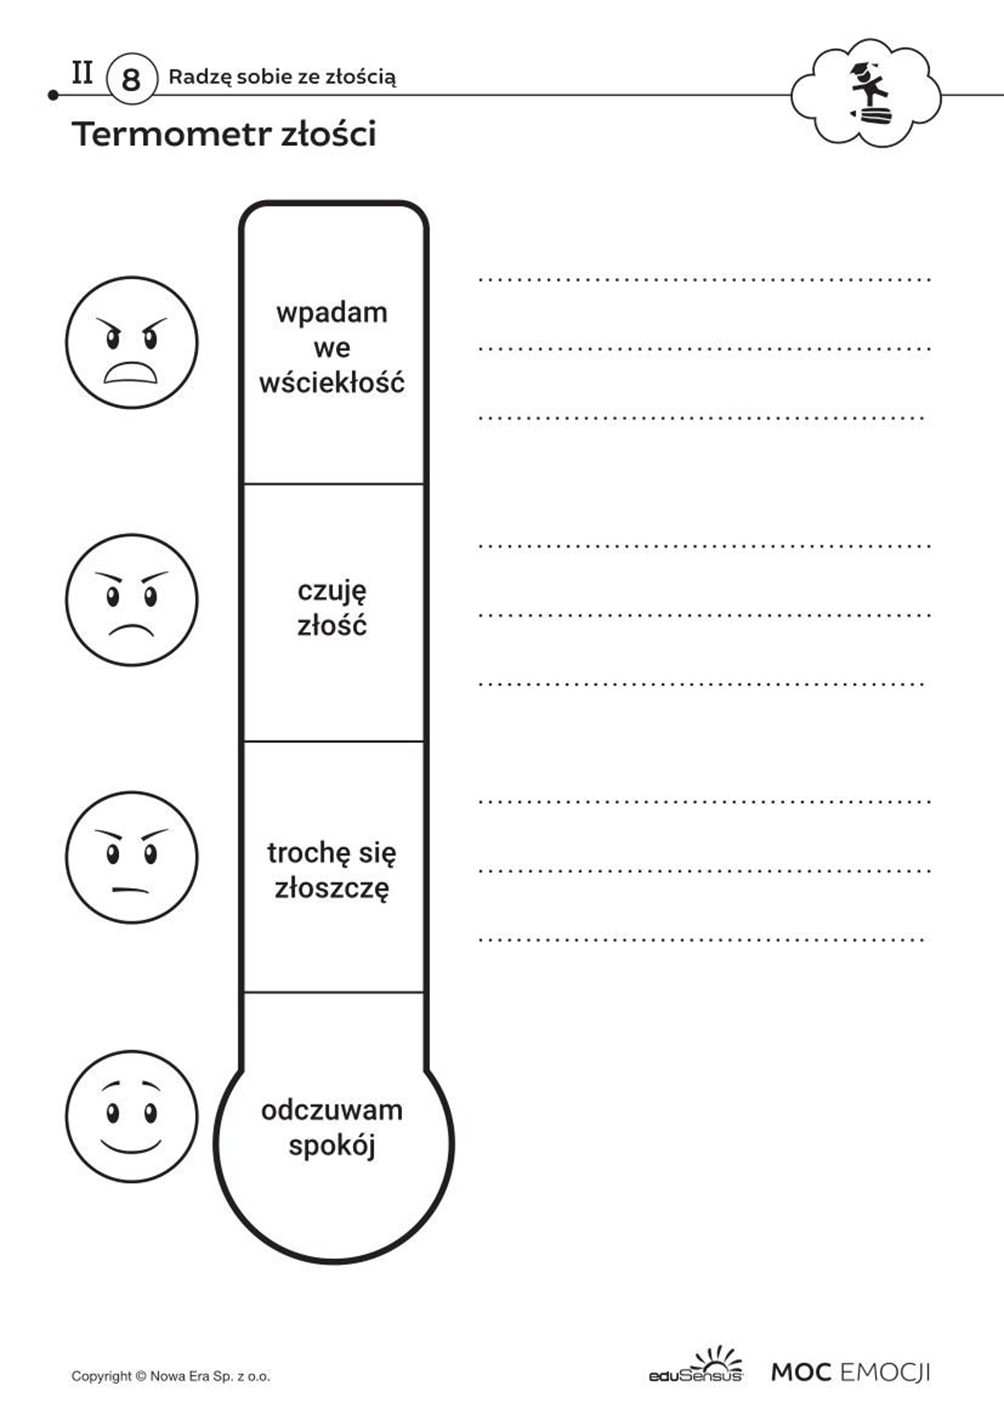 II 8 Radzę sobie ze złością
Termometr złości
wpadam
we
wściekłość
czuję
złość
trochę się
złoszczę
odczuwam
spokój
Copyright © Nowa Era Sp. z o.o.
eduSensus MOC EMOCJI